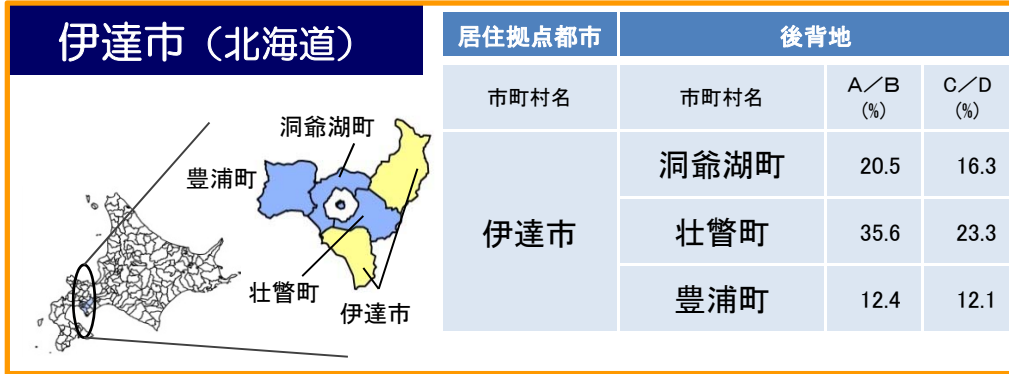 伊達市（北海道）
洞爺湖町
豊浦町
壮瞥町
伊達市
居住拠点都市 後背地
市町村名 市町村名 A／B (%) C／D (%)
伊達市 洞爺湖町 20.5 16.3
壮瞥町 35.6 23.3
豊浦町 12.4 12.1